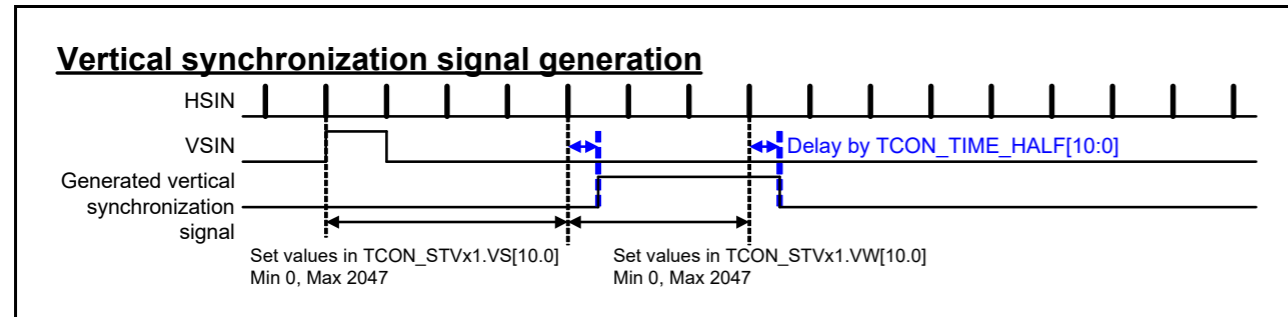 Vertical synchronization signal generation
HSIN
VSIN
Delay by TCON_TIME_HALF[10:0]
Generated vertical
synchronization
signal
Set values in TCON_STVx1.VS[10.0]
Min 0, Max 2047
Set values in TCON_STVx1.VW[10.0]
Min 0, Max 2047